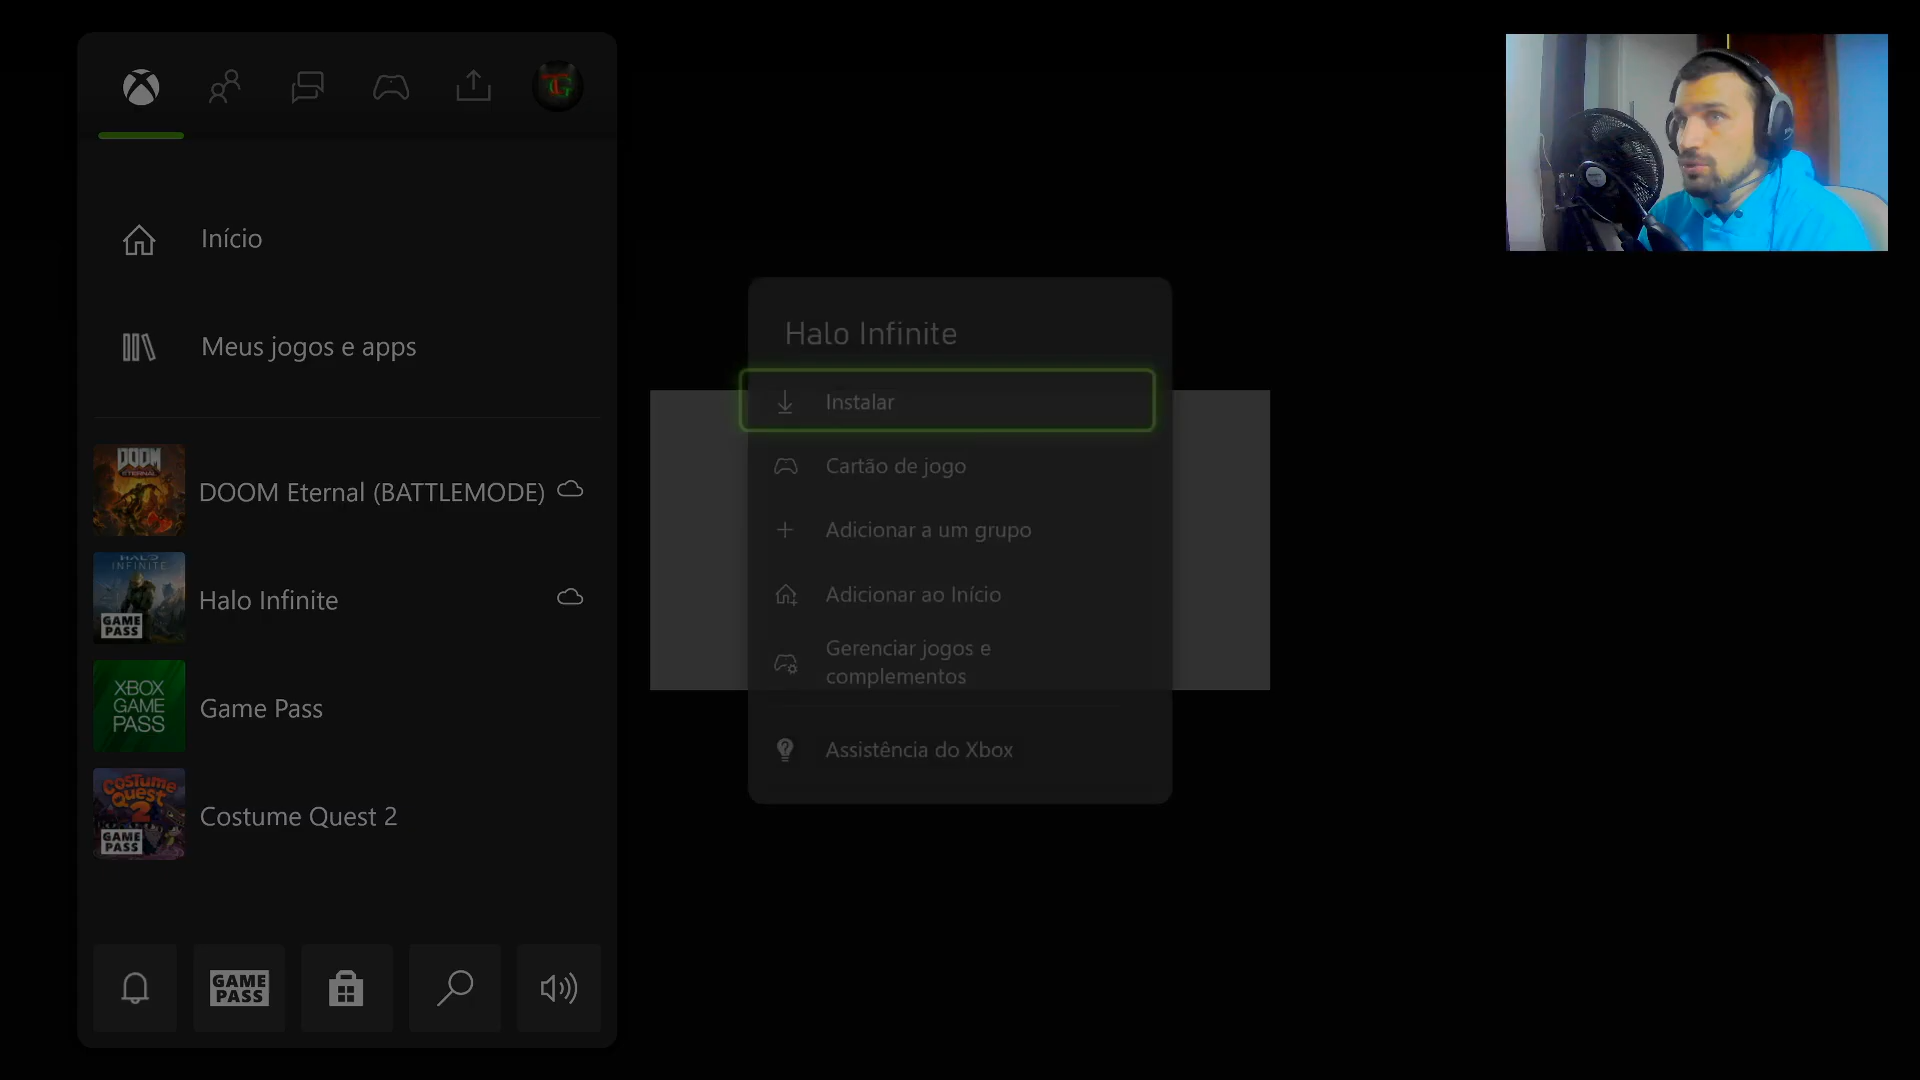 TG
Início
Meus jogos e apps
DOOM
ETERNAL
DOOM Eternal (BATTLEMODE)
HALO
INFINITE
GAME
PASS
Halo Infinite
XBOX
GAME
PASS
Game Pass
COSTUME
QUEST
2
GAME
PASS
Costume Quest 2
GAME
PASS
Halo Infinite
Instalar
Cartão de jogo
Adicionar a um grupo
Adicionar ao Início
Gerenciar jogos e
complementos
Assistência do Xbox